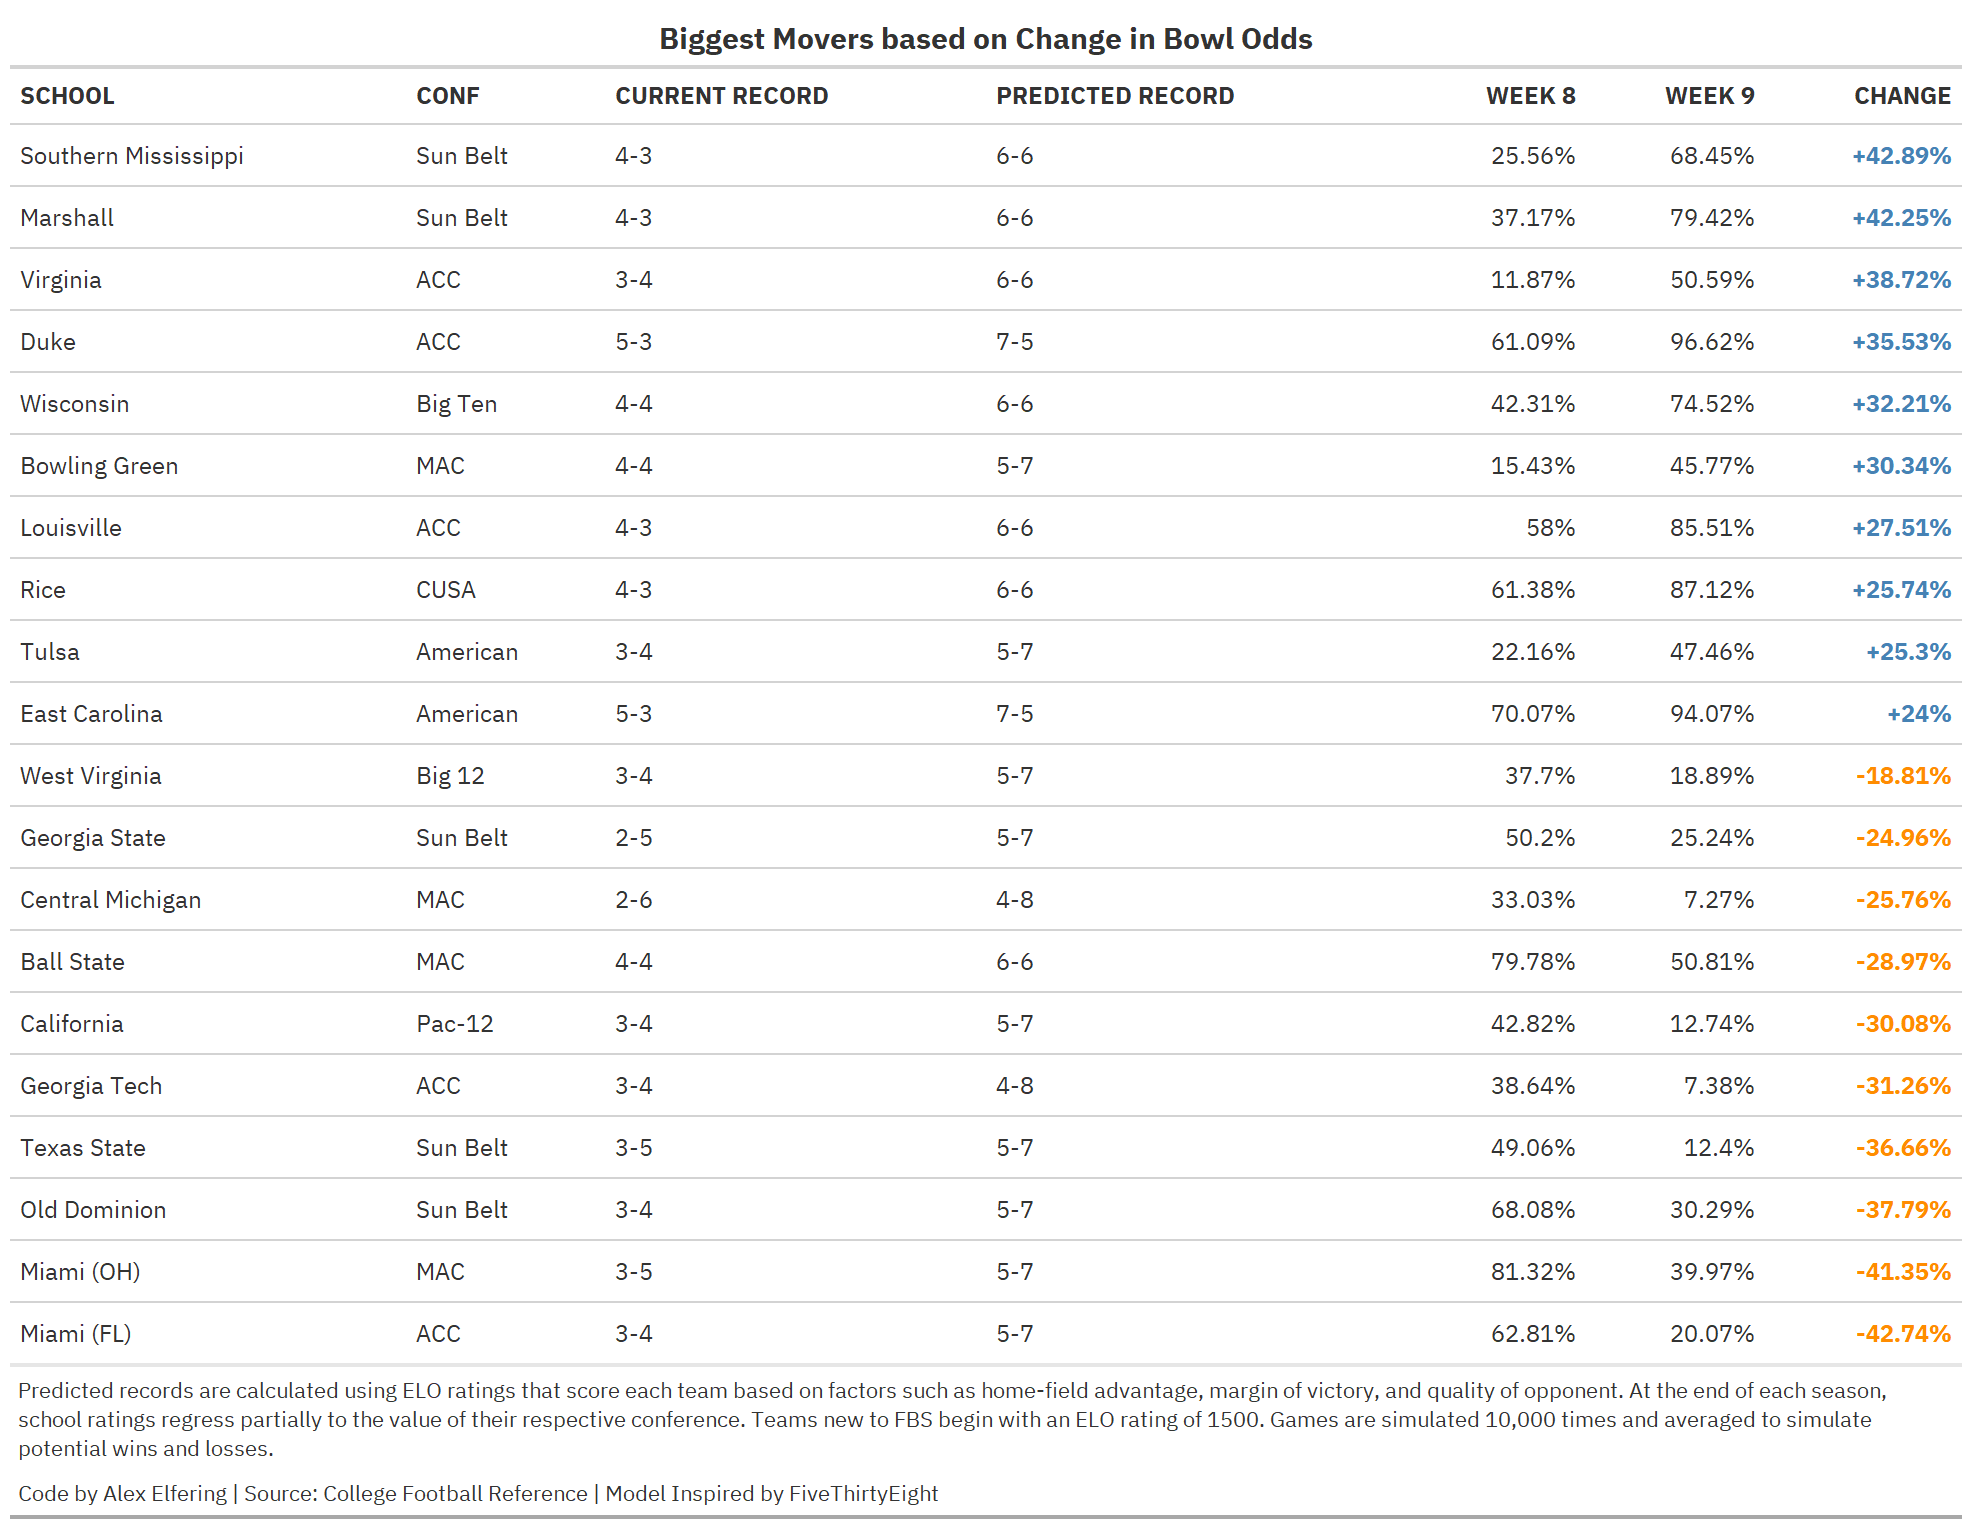 Biggest Movers based on Change in Bowl Odds
SCHOOL CONF CURRENT RECORD PREDICTED RECORD WEEK 8 WEEK 9 CHANGE
Southern Mississippi Sun Belt 4-3 6-6 25.56% 68.45% +42.89%
Marshall Sun Belt 4-3 6-6 37.17% 79.42% +42.25%
Virginia ACC 3-4 6-6 11.87% 50.59% +38.72%
Duke ACC 5-3 7-5 61.09% 96.62% +35.53%
Wisconsin Big Ten 4-4 6-6 42.31% 74.52% +32.21%
Bowling Green MAC 4-4 5-7 15.43% 45.77% +30.34%
Louisville ACC 4-3 6-6 58% 85.51% +27.51%
Rice CUSA 4-3 6-6 61.38% 87.12% +25.74%
Tulsa American 3-4 5-7 22.16% 47.46% +25.3%
East Carolina American 5-3 7-5 70.07% 94.07% +24%
West Virginia Big 12 3-4 5-7 37.7% 18.89% -18.81%
Georgia State Sun Belt 2-5 5-7 50.2% 25.24% -24.96%
Central Michigan MAC 2-6 4-8 33.03% 7.27% -25.76%
Ball State MAC 4-4 6-6 79.78% 50.81% -28.97%
California Pac-12 3-4 5-7 42.82% 12.74% -30.08%
Georgia Tech ACC 3-4 4-8 38.64% 7.38% -31.26%
Texas State Sun Belt 3-5 5-7 49.06% 12.4% -36.66%
Old Dominion Sun Belt 3-4 5-7 68.08% 30.29% -37.79%
Miami (OH) MAC 3-5 5-7 81.32% 39.97% -41.35%
Miami (FL) ACC 3-4 5-7 62.81% 20.07% -42.74%
Predicted records are calculated using ELO ratings that score each team based on factors such as home-field advantage, margin of victory, and quality of opponent. At the end of each season,
school ratings regress partially to the value of their respective conference. Teams new to FBS begin with an ELO rating of 1500. Games are simulated 10,000 times and averaged to simulate
potential wins and losses.
Code by Alex Elfering | Source: College Football Reference | Model Inspired by FiveThirtyEight